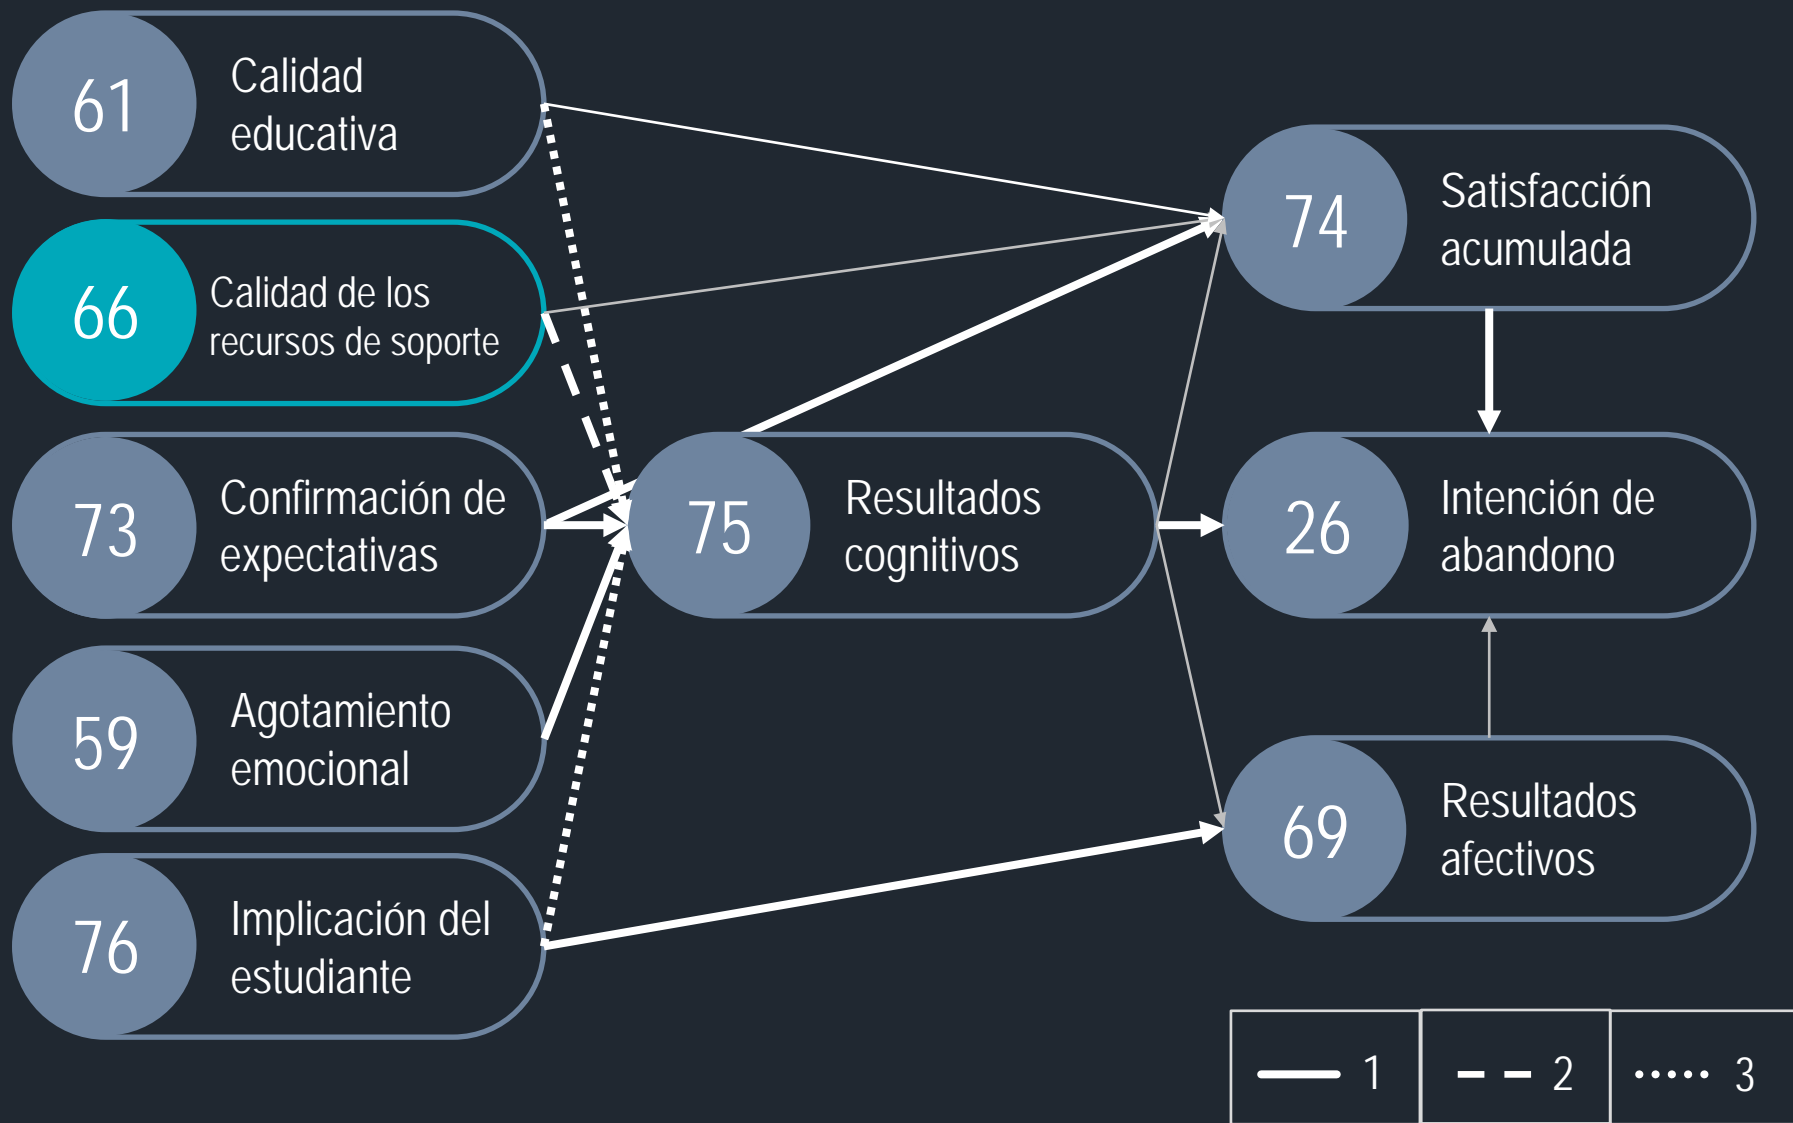 61
Calidad
educativa
66
Calidad de los
recursos de soporte
73
Confirmación de
expectativas
59
Agotamiento
emocional
76
Implicación del
estudiante
75
Resultados
cognitivos
74
Satisfacción
acumulada
26
Intención de
abandono
69
Resultados
afectivos
1
2
3